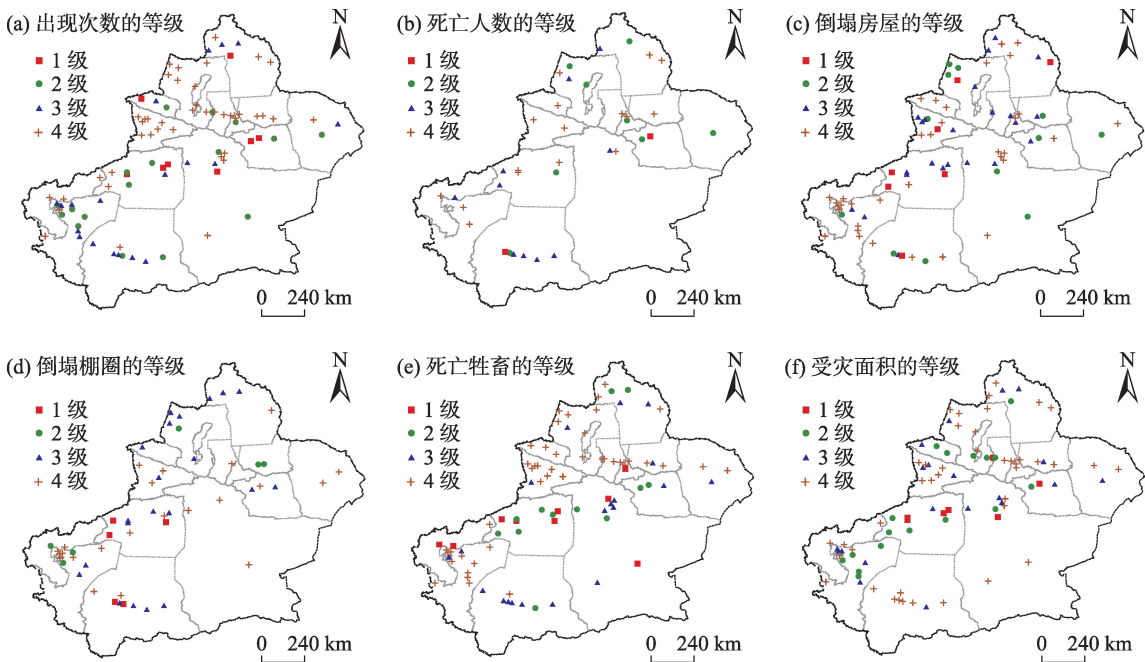 (a) 出现次数的等级
N
1 级
2 级
3 级
4 级
0 240 km
(b) 死亡人数的等级
N
1 级
2 级
3 级
4 级
0 240 km
(c) 倒塌房屋的等级
N
1 级
2 级
3 级
4 级
0 240 km
(d) 倒塌棚圈的等级
N
1 级
2 级
3 级
4 级
0 240 km
(e) 死亡牲畜的等级
N
1 级
2 级
3 级
4 级
0 240 km
(f) 受灾面积的等级
N
1 级
2 级
3 级
4 级
0 240 km